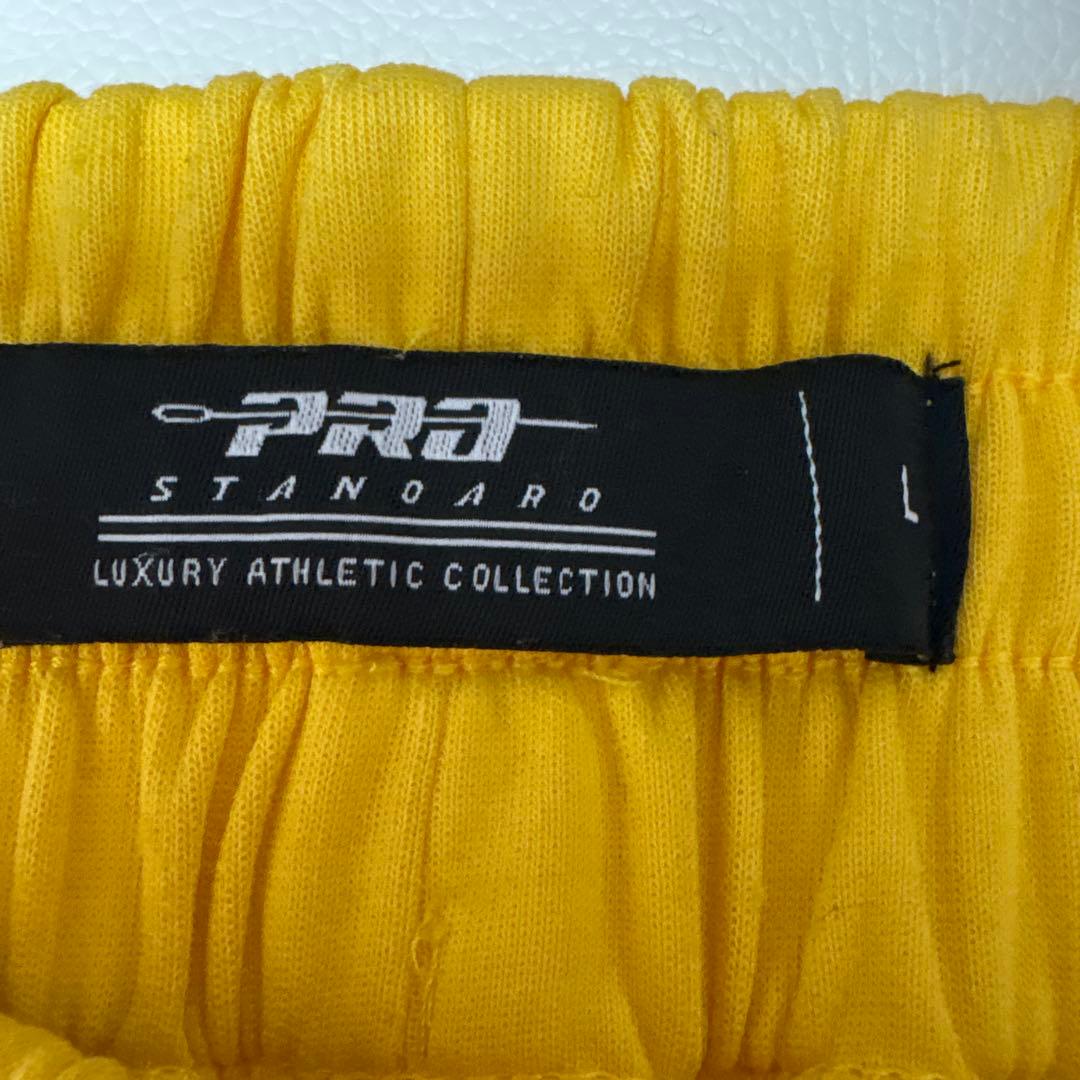 PRO
STANDARD
LUXURY ATHLETIC COLLECTION
L